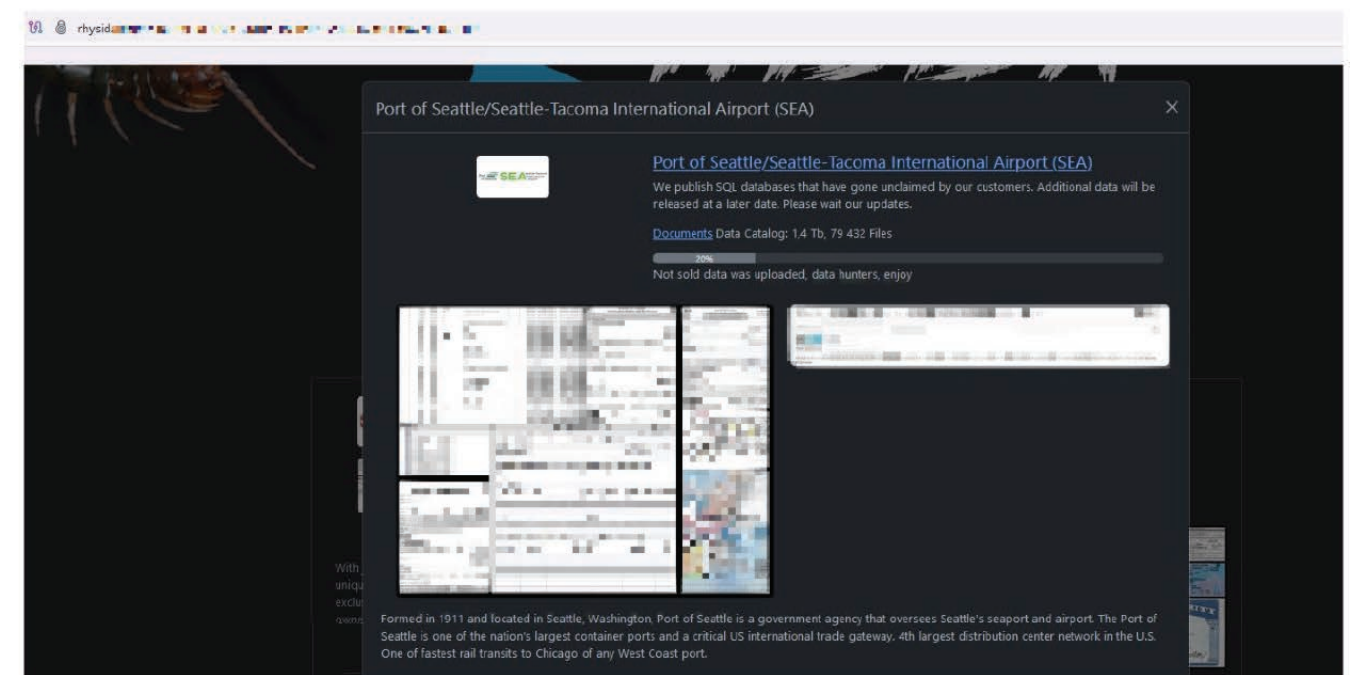 rhysid
Port of Seattle/Seattle-Tacoma International Airport (SEA)
SEA
Port of Seattle/Seattle-Tacoma International Airport (SEA)
We publish SQL databases that have gone unclaimed by our customers. Additional data will be
released at a later date. Please wait our updates.
Documents Data Catalog: 1.4 Tb, 79 432 Files
20%
Not sold data was uploaded, data hunters, enjoy
With
uniqu
exclu
Formed in 1911 and located in Seattle, Washington, Port of Seattle is a government agency that oversees Seattle's seaport and airport. The Port of
Seattle is one of the nation's largest container ports and a critical US international trade gateway. 4th largest distribution center network in the U.S.
One of fastest rail transits to Chicago of any West Coast port.